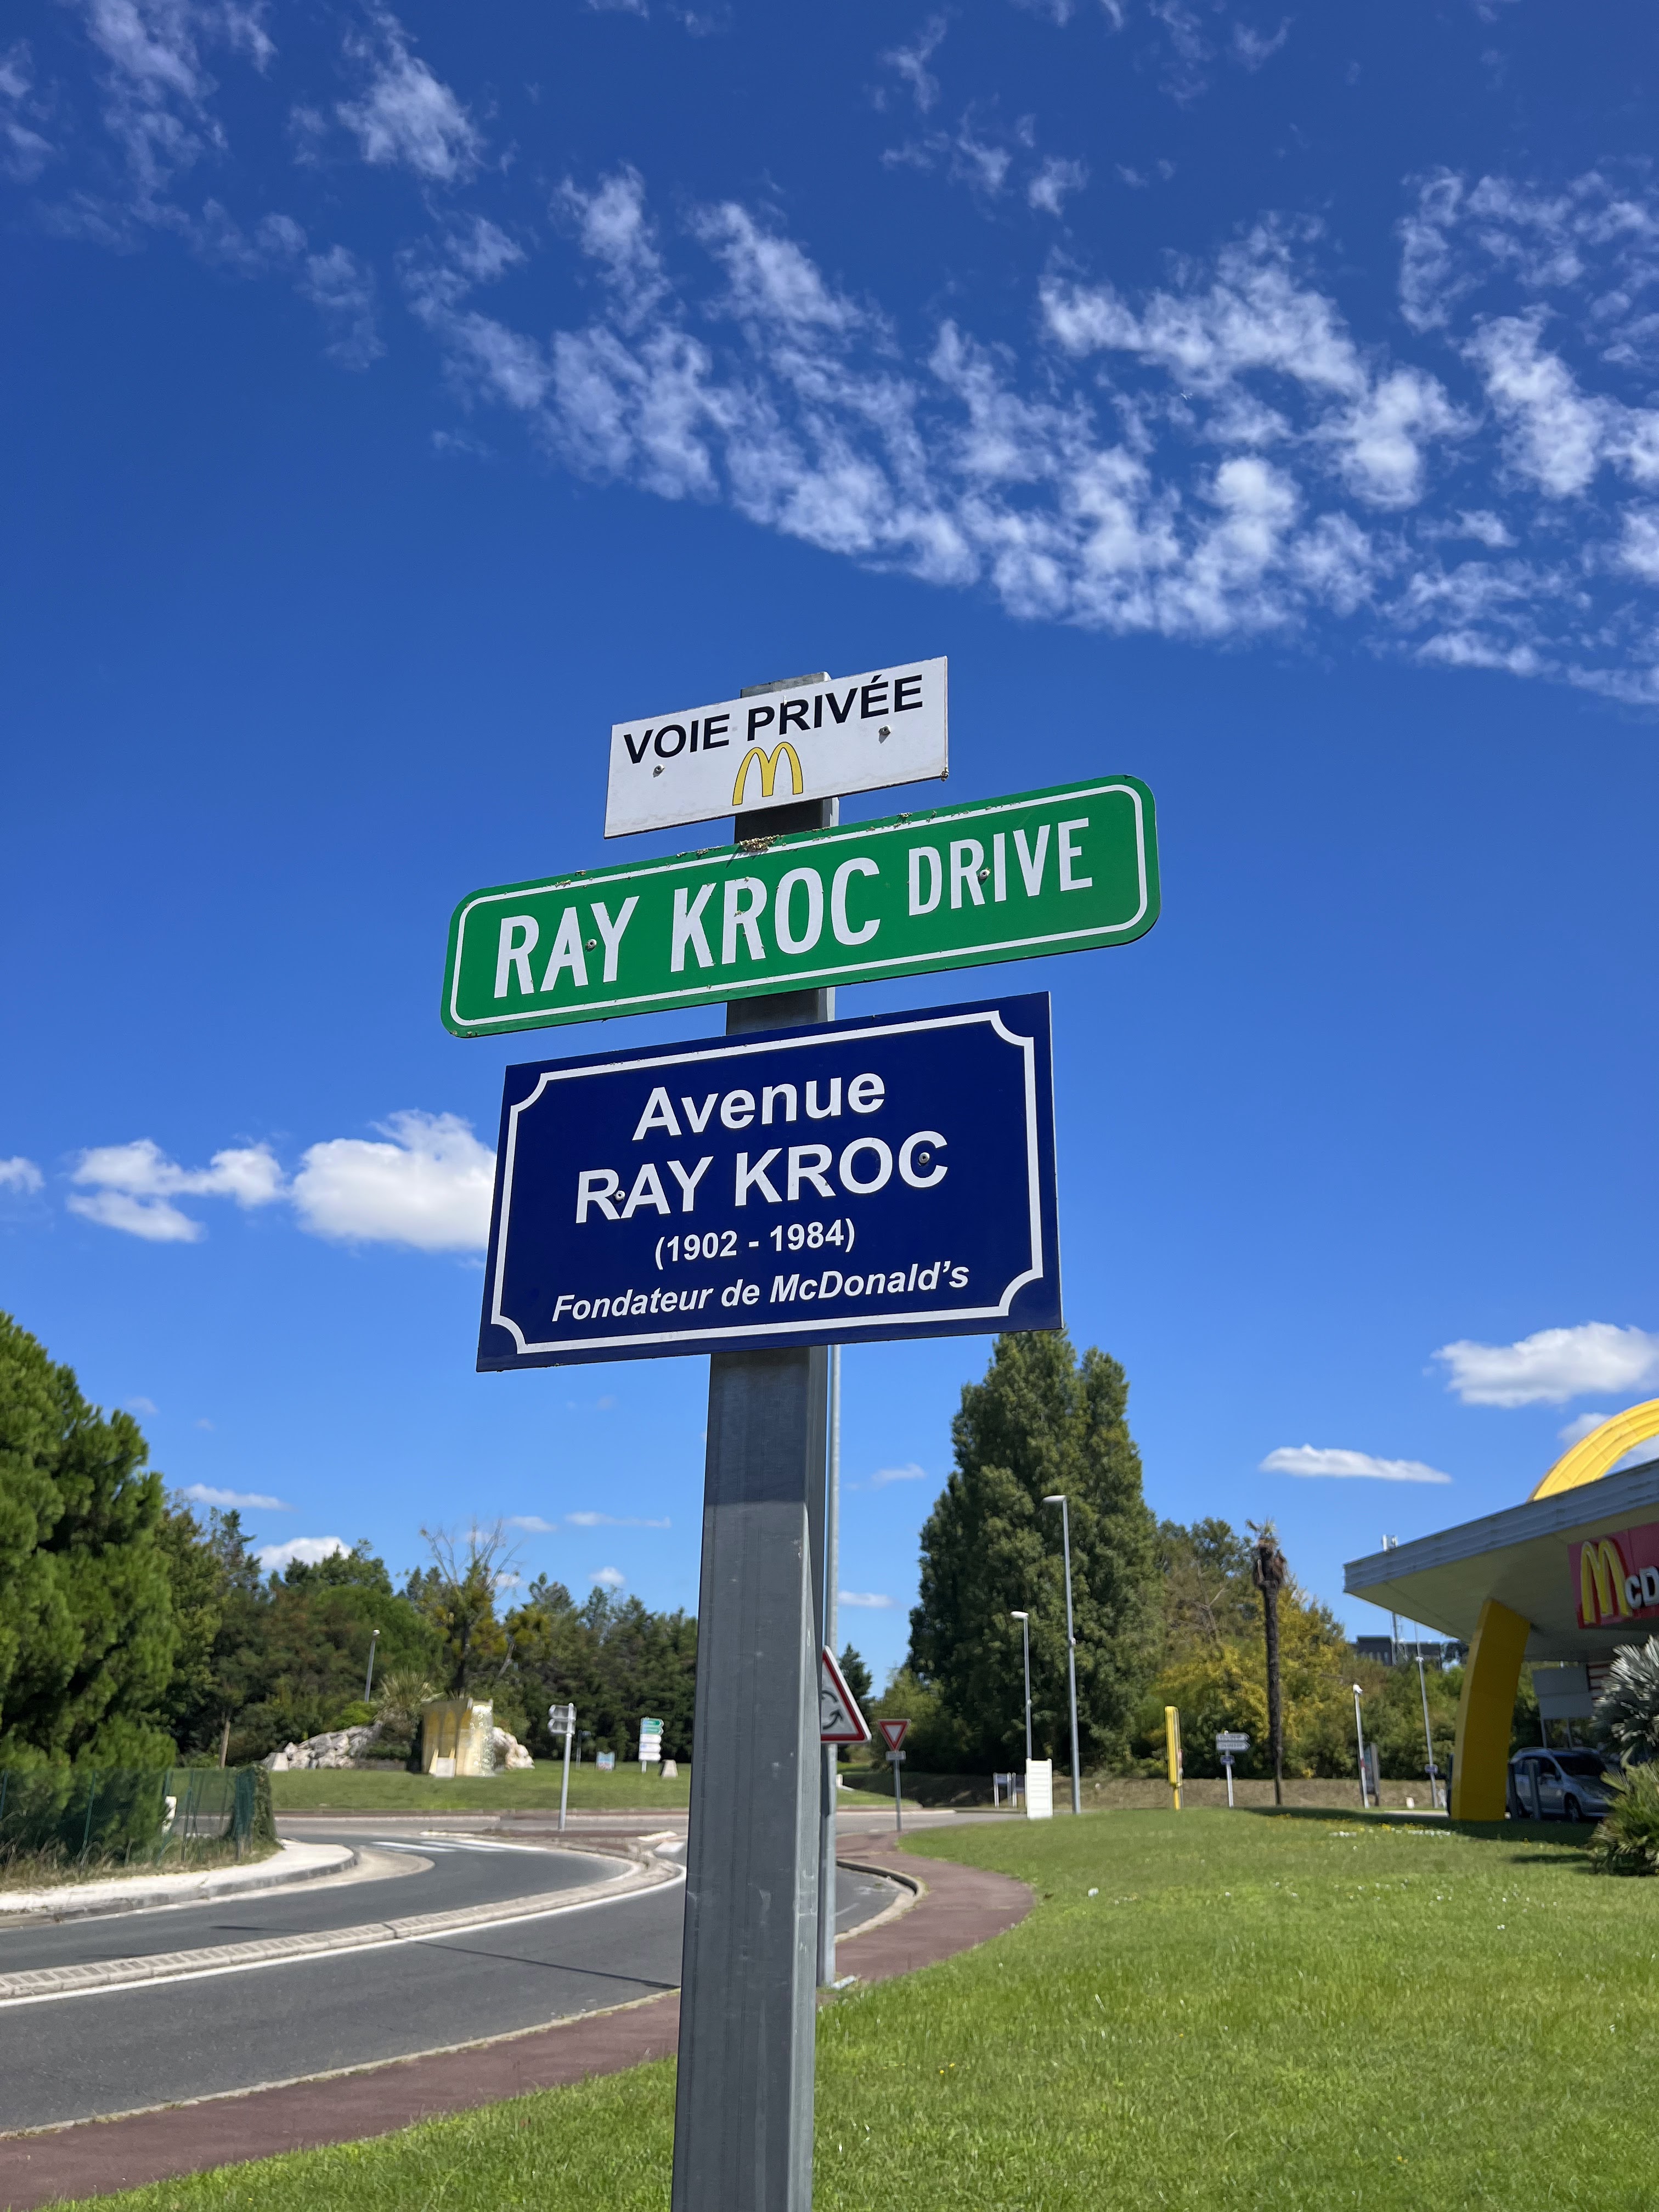 VOIE PRIVÉE
RAY KROC DRIVE
Avenue
RAY KROC
(1902 - 1984)
Fondateur de McDonald's